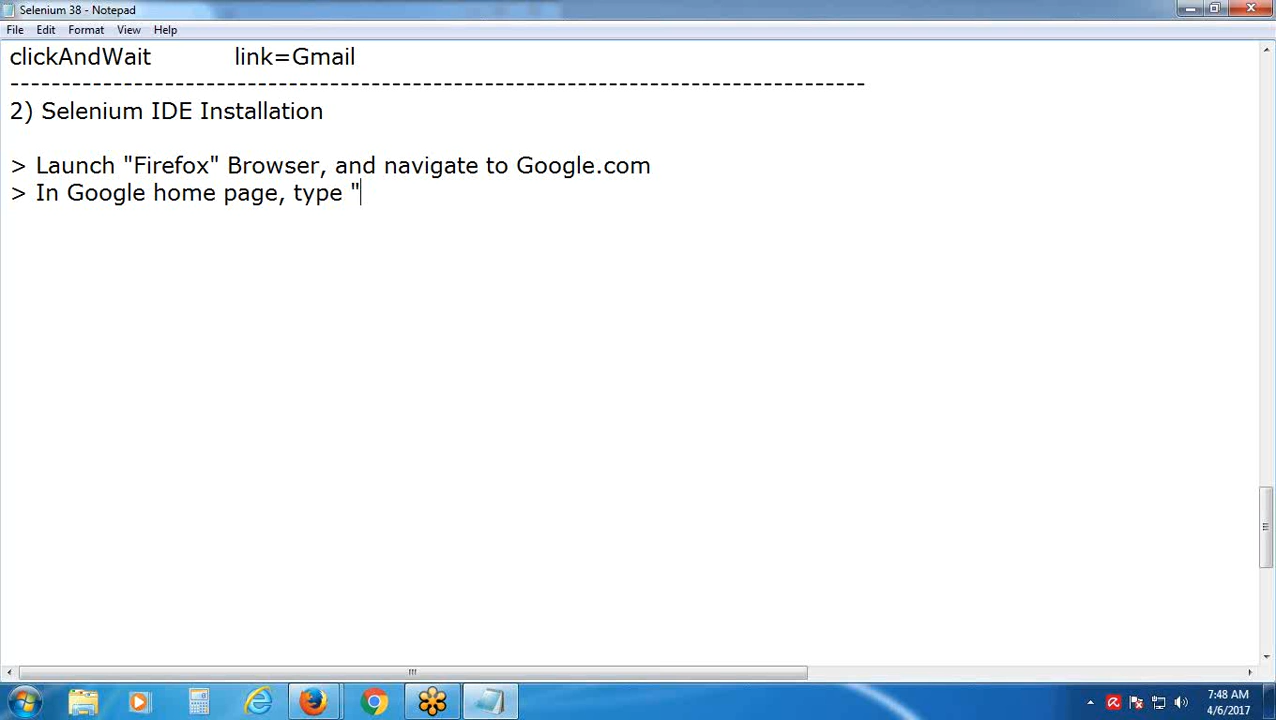 Selenium 38 - Notepad
File Edit Format View Help
clickAndWait link=Gmail
-----------------------------------------------------------------------------------
2) Selenium IDE Installation
> Launch "Firefox" Browser, and navigate to Google.com
> In Google home page, type "
7:48 AM
4/6/2017